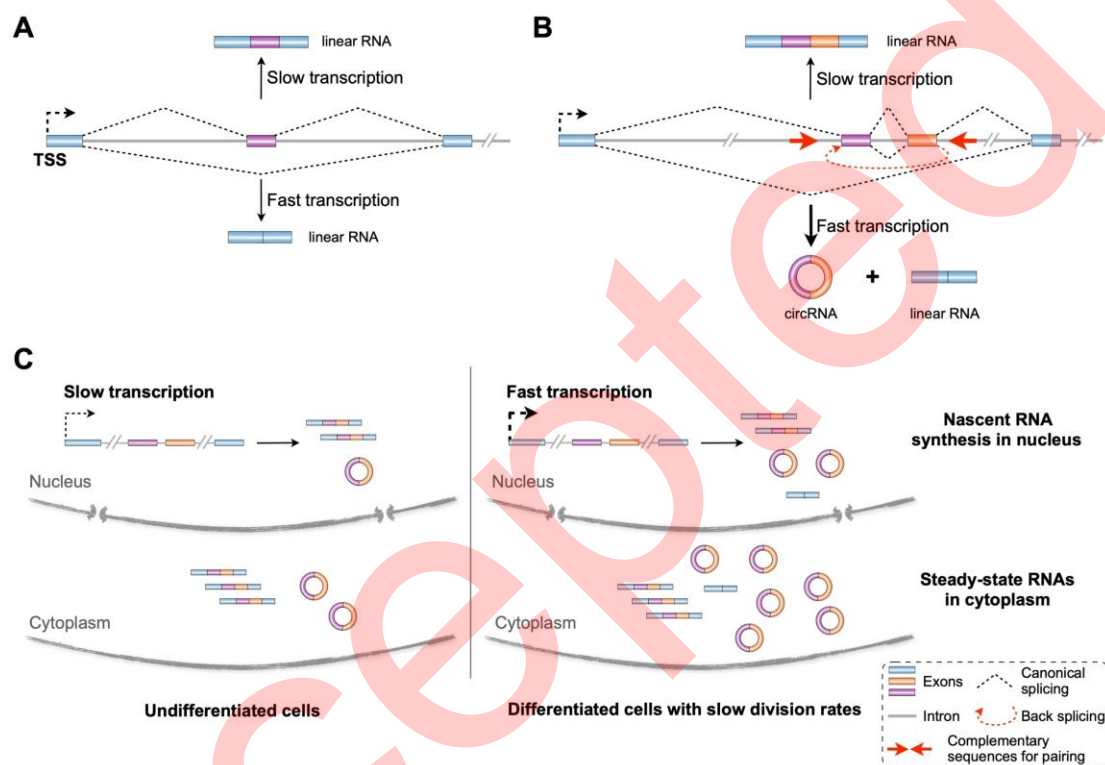 A
linear RNA
Slow transcription
TSS
Fast transcription
linear RNA
B
linear RNA
Slow transcription
Fast transcription
+
circRNA
linear RNA
C
Slow transcription
Nucleus
Cytoplasm
Undifferentiated cells
Fast transcription
Nucleus
Cytoplasm
Differentiated cells with slow division rates
Nascent RNA
synthesis in nucleus
Steady-state RNAs
in cytoplasm
Exons
Canonical
splicing
Intron
Back splicing
Complementary
sequences for pairing
cepted